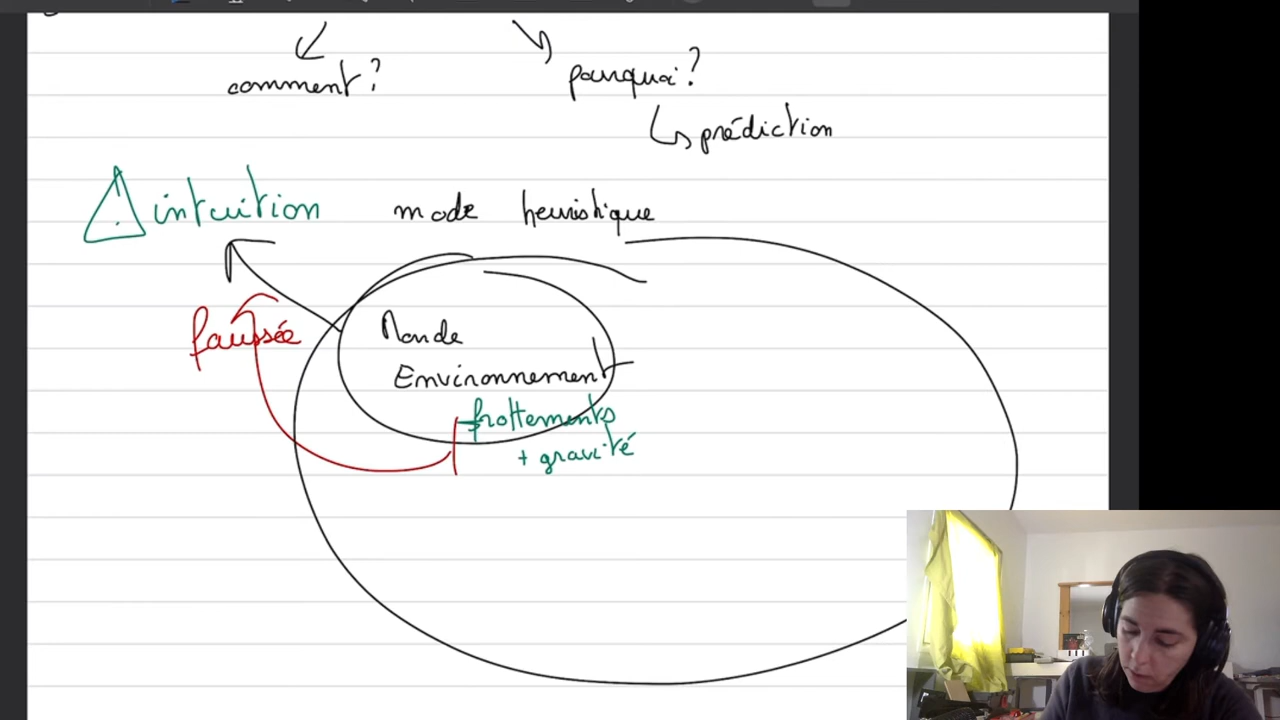 comment ?
pourquoi ?
↳ prédiction
⚠ intuition
mode heuristique
faussée
Monde
Environnement
frottements
+ gravité